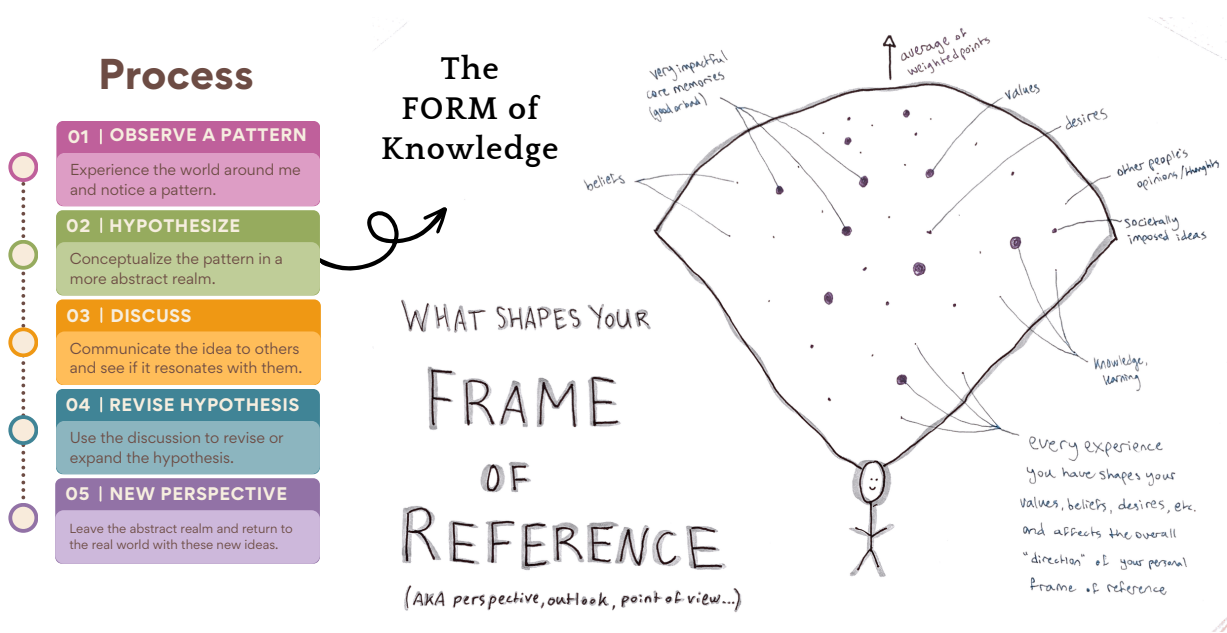 Process
01 | OBSERVE A PATTERN
Experience the world around me
and notice a pattern.
02 | HYPOTHESIZE
Conceptualize the pattern in a
more abstract realm.
03 | DISCUSS
Communicate the idea to others
and see if it resonates with them.
04 | REVISE HYPOTHESIS
Use the discussion to revise or
expand the hypothesis.
05 | NEW PERSPECTIVE
Leave the abstract realm and return to
the real world with these new ideas.
The
FORM of
Knowledge
WHAT SHAPES YOUR
FRAME
OF
REFERENCE
(AKA perspective, outlook, point of view...)
average of
weighted points
very impactful
core memories
(good or bad)
values
desires
beliefs
other people's
opinions/thoughts
societally
imposed ideas
knowledge,
learning
every experience
you have shapes your
values, beliefs, desires, etc.
and affects the overall
"direction" of your personal
frame of reference